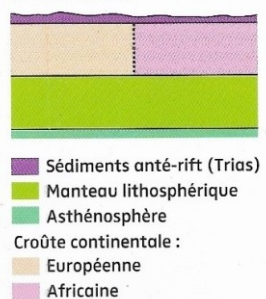 Sédiments anté-rift (Trias)
Manteau lithosphérique
Asthénosphère
Croûte continentale :
Européenne
Africaine